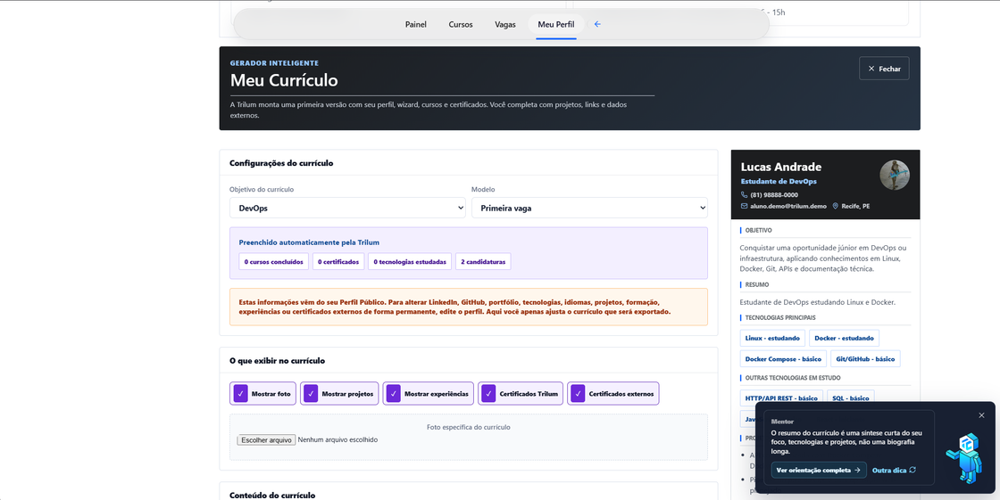 - 15h
Painel
Cursos
Vagas
Meu Perfil
GERADOR INTELIGENTE
Meu Currículo
Fechar
A Trilum monta uma primeira versão com seu perfil, wizard, cursos e certificados. Você completa com projetos, links e dados
externos.
Configurações do currículo
Objetivo do currículo
Modelo
DevOps
Primeira vaga
Preenchido automaticamente pela Trilum
0 cursos concluídos
0 certificados
0 tecnologias estudadas
2 candidaturas
Estas informações vêm do seu Perfil Público. Para alterar LinkedIn, GitHub, portfólio, tecnologias, idiomas, projetos, formação,
experiências ou certificados externos de forma permanente, edite o perfil. Aqui você apenas ajusta o currículo que será exportado.
O que exibir no currículo
Mostrar foto
Mostrar projetos
Mostrar experiências
Certificados Trilum
Certificados externos
Foto específica do currículo
Escolher arquivo Nenhum arquivo escolhido
Conteúdo do currículo
Lucas Andrade
Estudante de DevOps
(81) 98888-0000
aluno.demo@trilum.demo
Recife, PE
OBJETIVO
Conquistar uma oportunidade júnior em DevOps ou
infraestrutura, aplicando conhecimentos em Linux,
Docker, Git, APIs e documentação técnica.
RESUMO
Estudante de DevOps estudando Linux e Docker.
TECNOLOGIAS PRINCIPAIS
Linux - estudando
Docker - estudando
Docker Compose - básico
Git/GitHub - básico
OUTRAS TECNOLOGIAS EM ESTUDO
HTTP/API REST - básico
SQL - básico
Mentor
O resumo do currículo é uma síntese curta do seu
foco, tecnologias e projetos, não uma biografia
longa.
Ver orientação completa
Outra dica